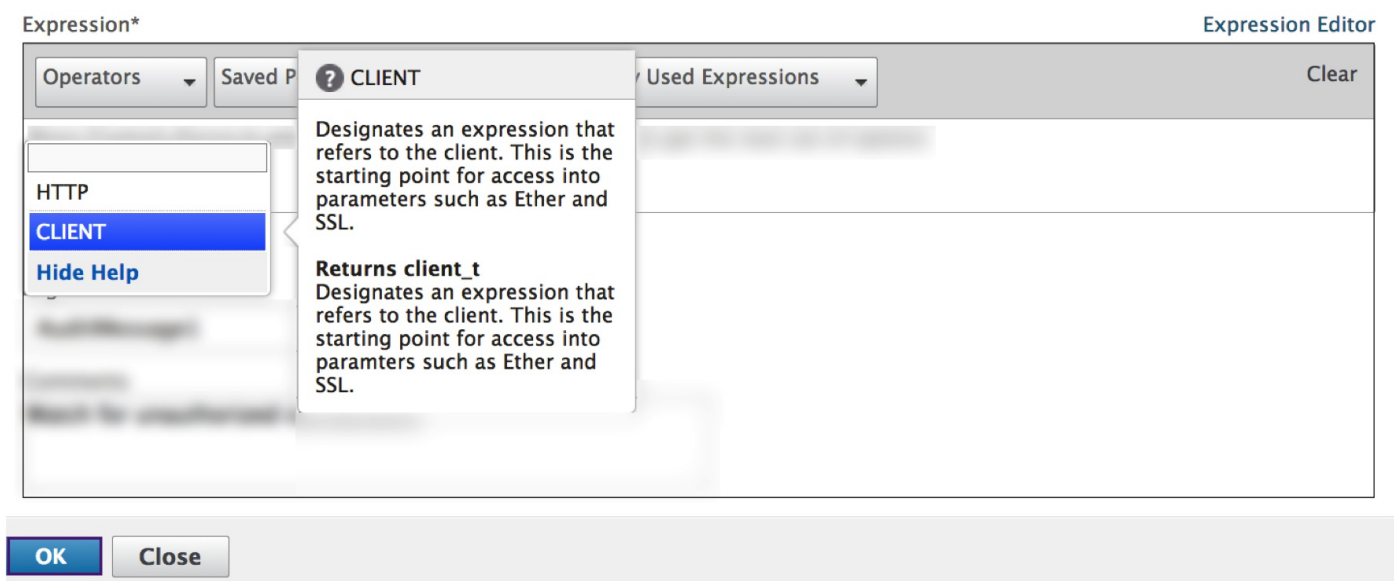 Expression*
Expression Editor
Operators
Saved P
y Used Expressions
Clear
? CLIENT
Designates an expression that
refers to the client. This is the
starting point for access into
parameters such as Ether and
SSL.
Returns client_t
Designates an expression that
refers to the client. This is the
starting point for access into
paramters such as Ether and
SSL.
HTTP
CLIENT
Hide Help
OK
Close